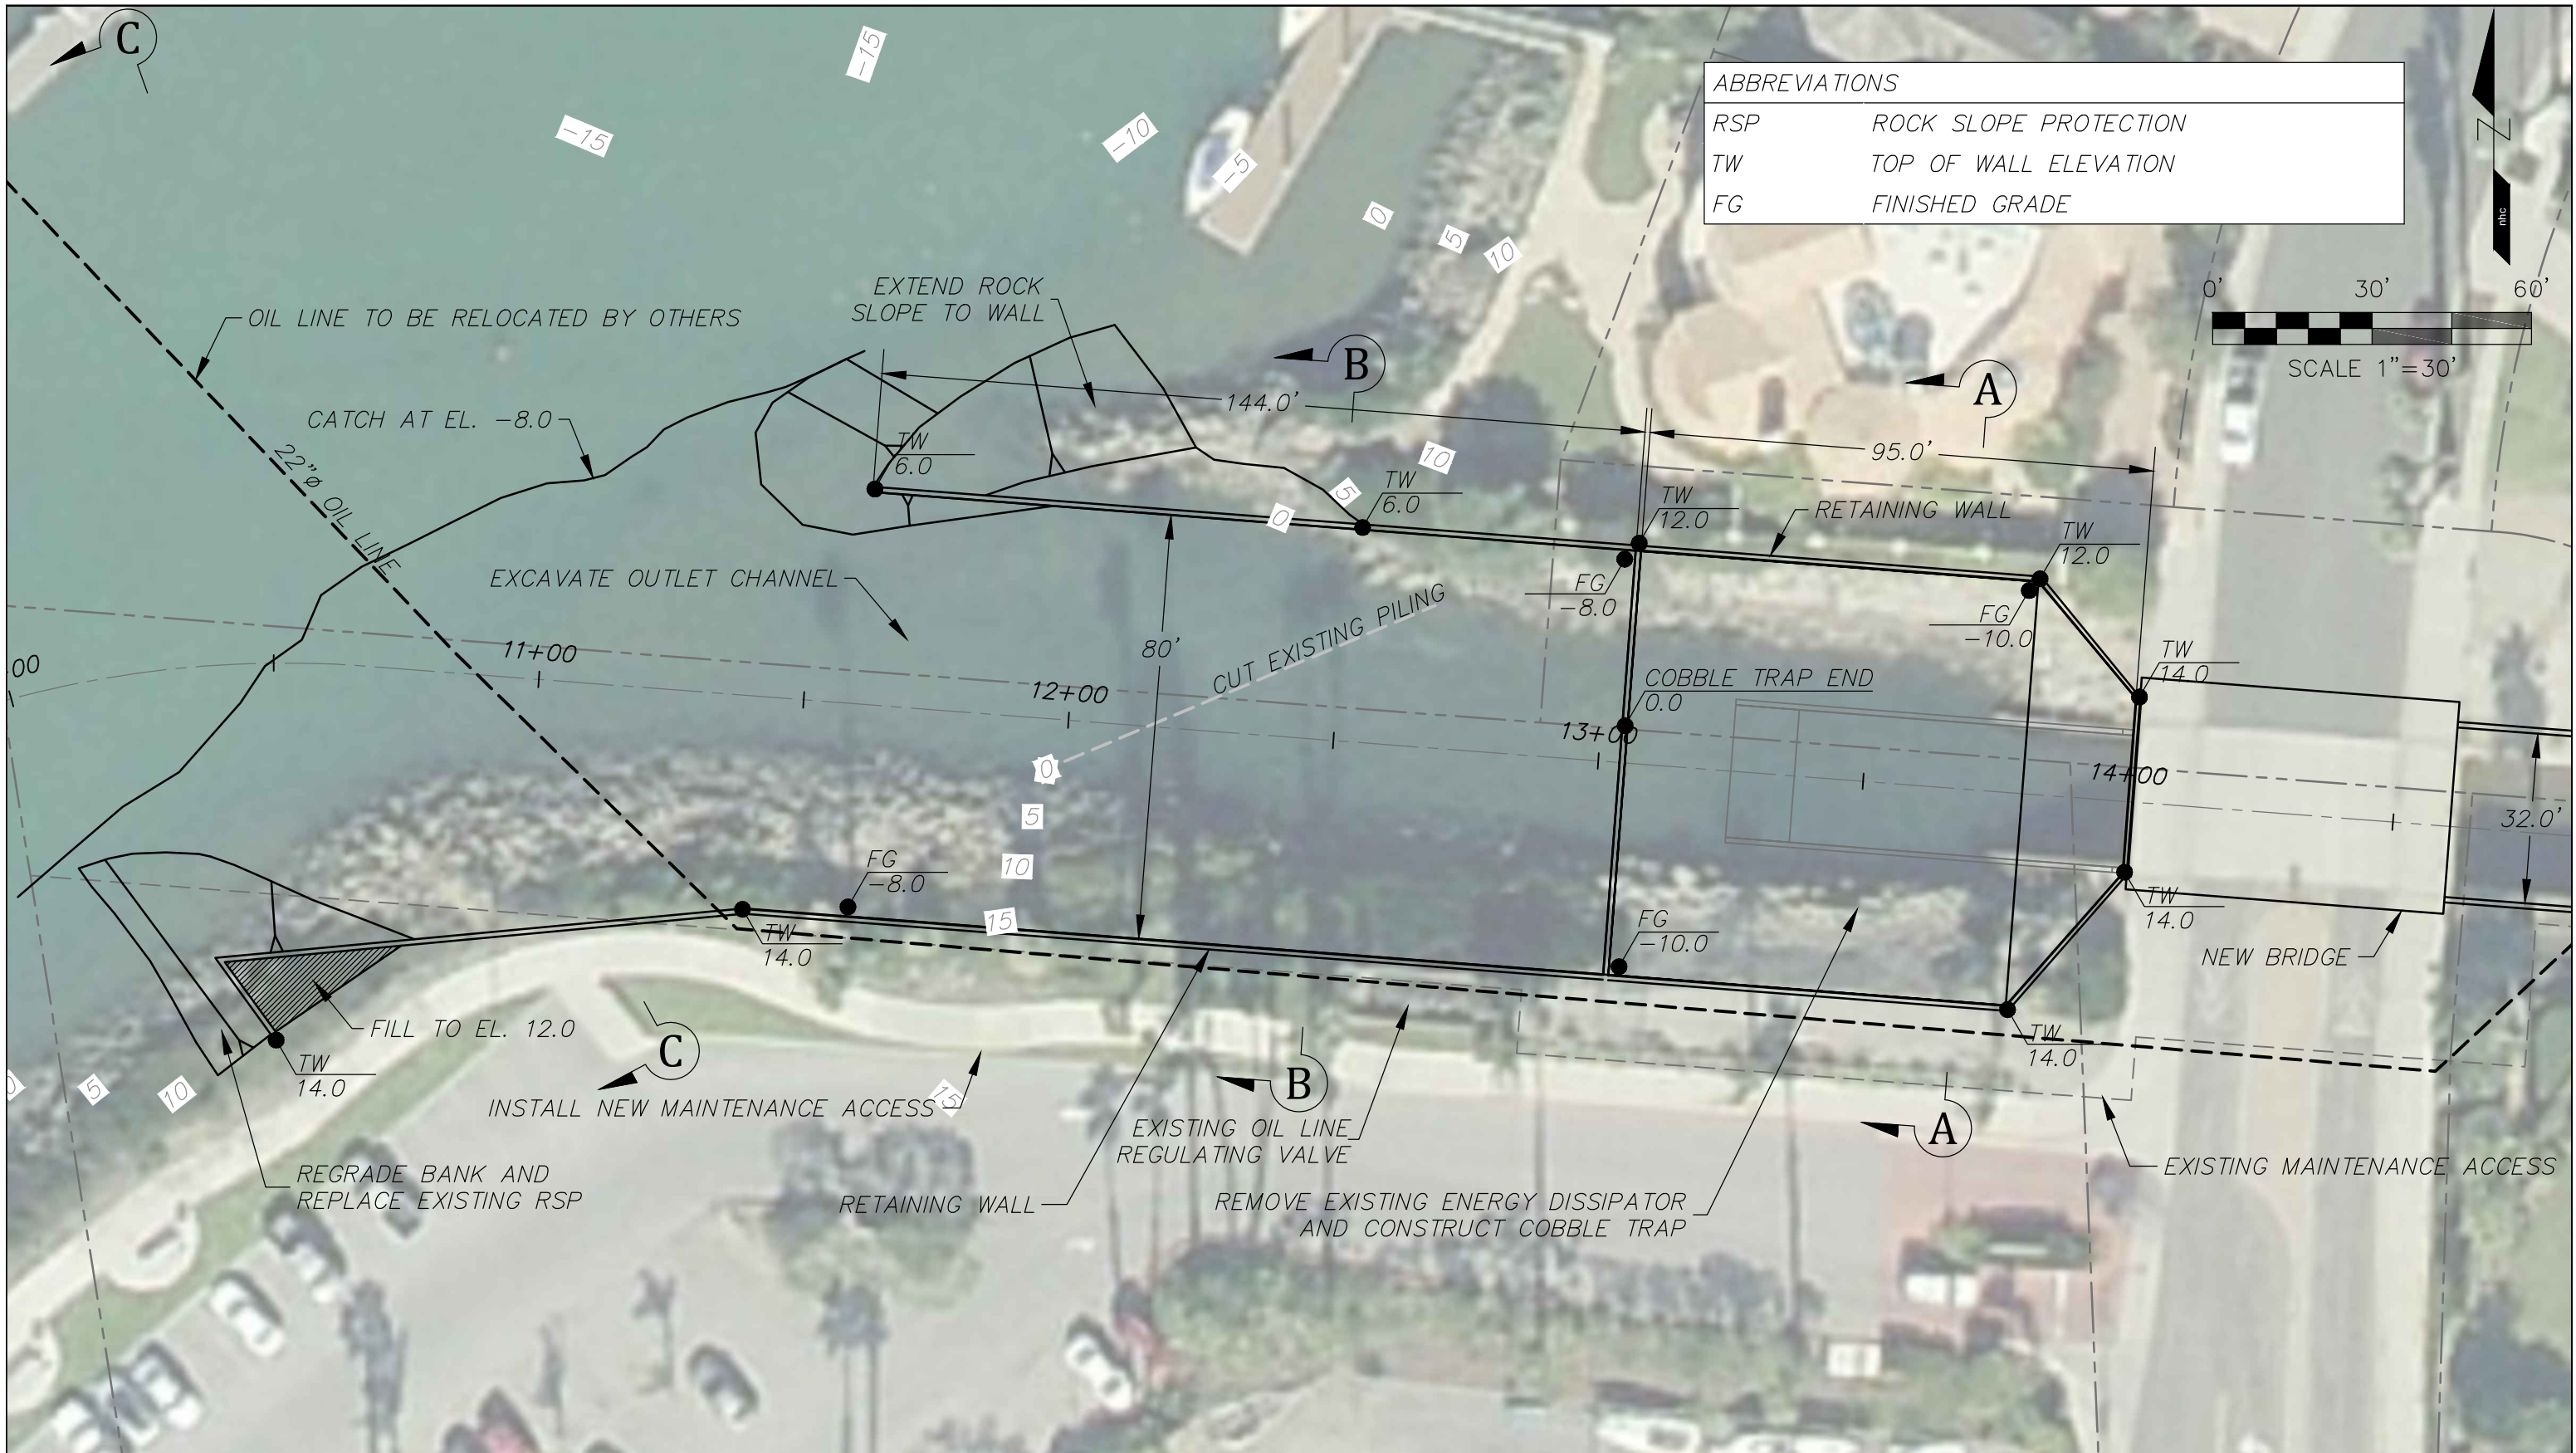 C
-15
-15
-10
-5
0
5
10
ABBREVIATIONS
RSP ROCK SLOPE PROTECTION
TW TOP OF WALL ELEVATION
FG FINISHED GRADE
N
nhc
0' 30' 60'
SCALE 1"=30'
OIL LINE TO BE RELOCATED BY OTHERS
EXTEND ROCK
SLOPE TO WALL
B
A
144.0'
95.0'
CATCH AT EL. -8.0
22"ø OIL LINE
TW
6.0
10
5
0
TW
6.0
TW
12.0
RETAINING WALL
TW
12.0
EXCAVATE OUTLET CHANNEL
FG
-8.0
FG
-10.0
CUT EXISTING PILING
80'
.00
11+00
12+00
13+00
14+00
COBBLE TRAP END
0.0
TW
14.0
32.0'
0
5
10
15
FG
-8.0
TW
14.0
FG
-10.0
TW
14.0
NEW BRIDGE
FILL TO EL. 12.0
TW
14.0
TW
14.0
C
B
A
0
5
10
15
INSTALL NEW MAINTENANCE ACCESS
EXISTING OIL LINE
REGULATING VALVE
EXISTING MAINTENANCE ACCESS
REGRADE BANK AND
REPLACE EXISTING RSP
RETAINING WALL
REMOVE EXISTING ENERGY DISSIPATOR
AND CONSTRUCT COBBLE TRAP